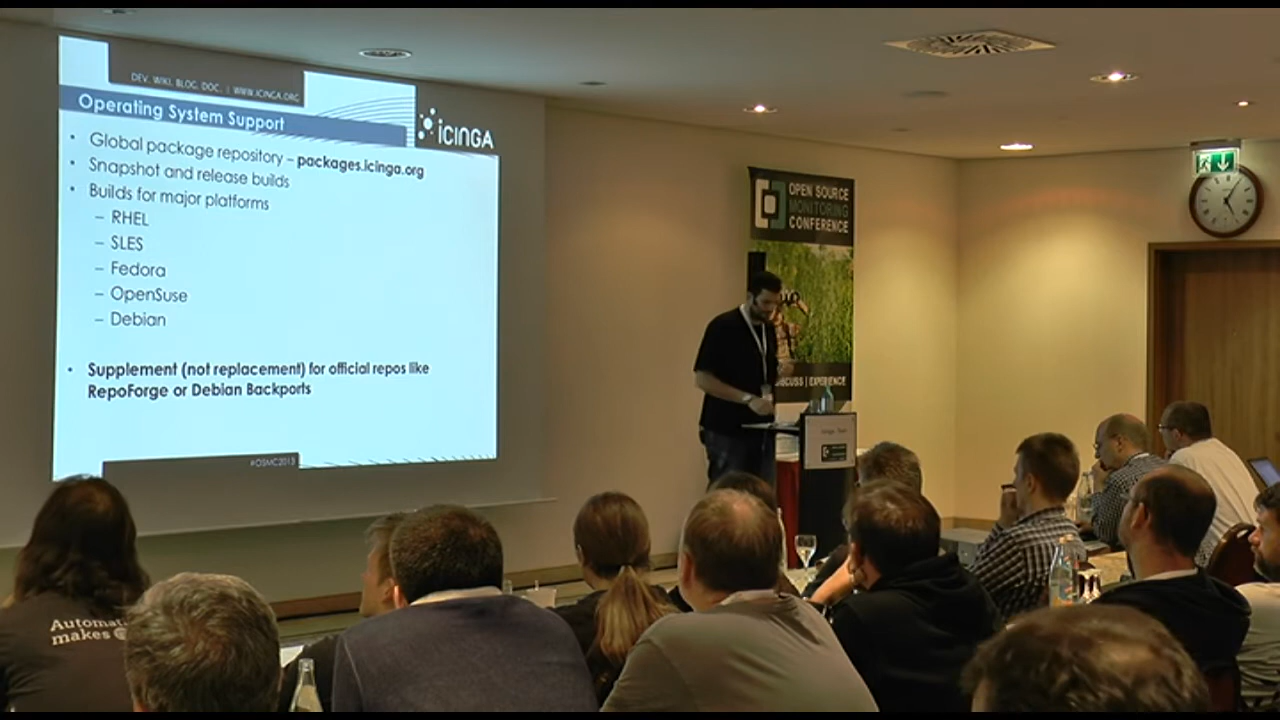 DEV. WIKI. BLOG. DOC. | WWW.ICINGA.ORG
Operating System Support
icinga
• Global package repository – packages.icinga.org
• Snapshot and release builds
• Builds for major platforms
– RHEL
– SLES
– Fedora
– OpenSuse
– Debian
• Supplement (not replacement) for official repos like
RepoForge or Debian Backports
#OSMC2013
OPEN SOURCE
MONITORING
CONFERENCE
| EXPERIENCE
makes